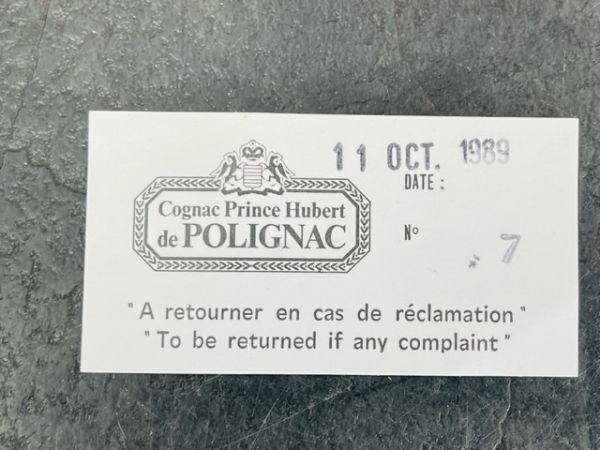 11 OCT. 1989
DATE :
Cognac Prince Hubert
de POLIGNAC
N° 7
"A retourner en cas de réclamation"
"To be returned if any complaint"